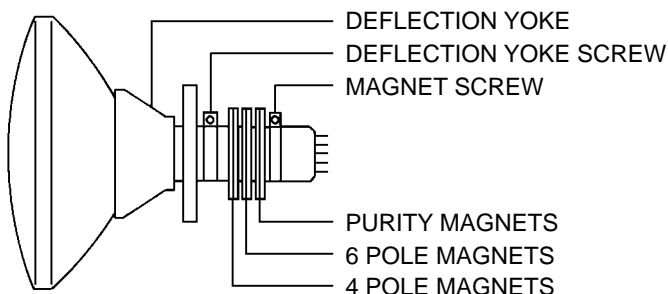 DEFLECTION YOKE
DEFLECTION YOKE SCREW
MAGNET SCREW
PURITY MAGNETS
6 POLE MAGNETS
4 POLE MAGNETS